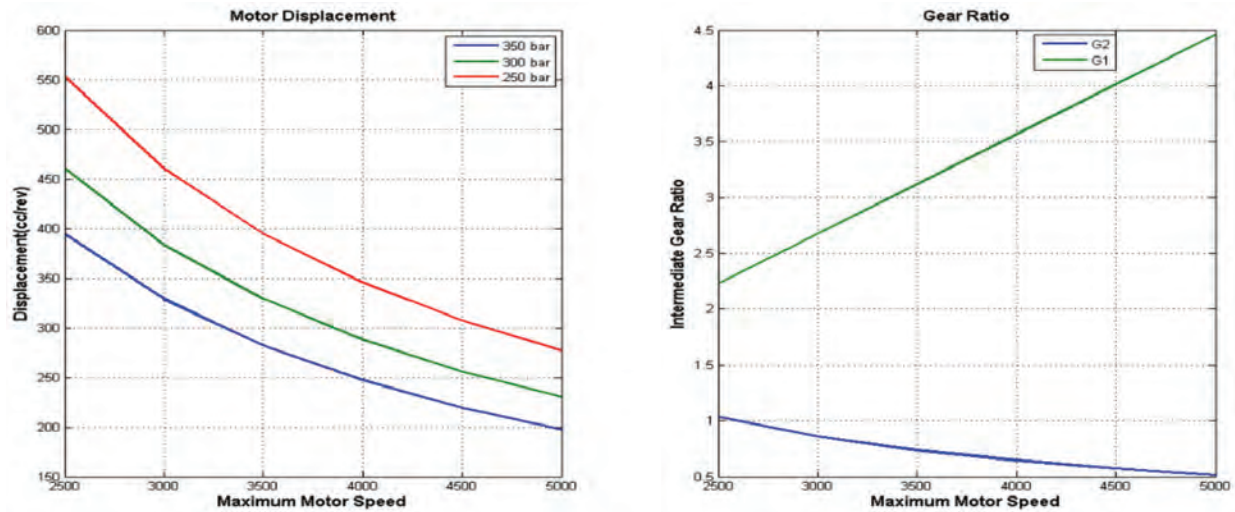 Motor Displacement
600
550
500
450
400
350
300
250
200
150
2500
3000
3500
4000
4500
5000
Displacement(cc/rev)
Maximum Motor Speed
350 bar
300 bar
250 bar
Gear Ratio
4.5
4
3.5
3
2.5
2
1.5
1
0.5
2500
3000
3500
4000
4500
5000
Intermediate Gear Ratio
Maximum Motor Speed
G2
G1